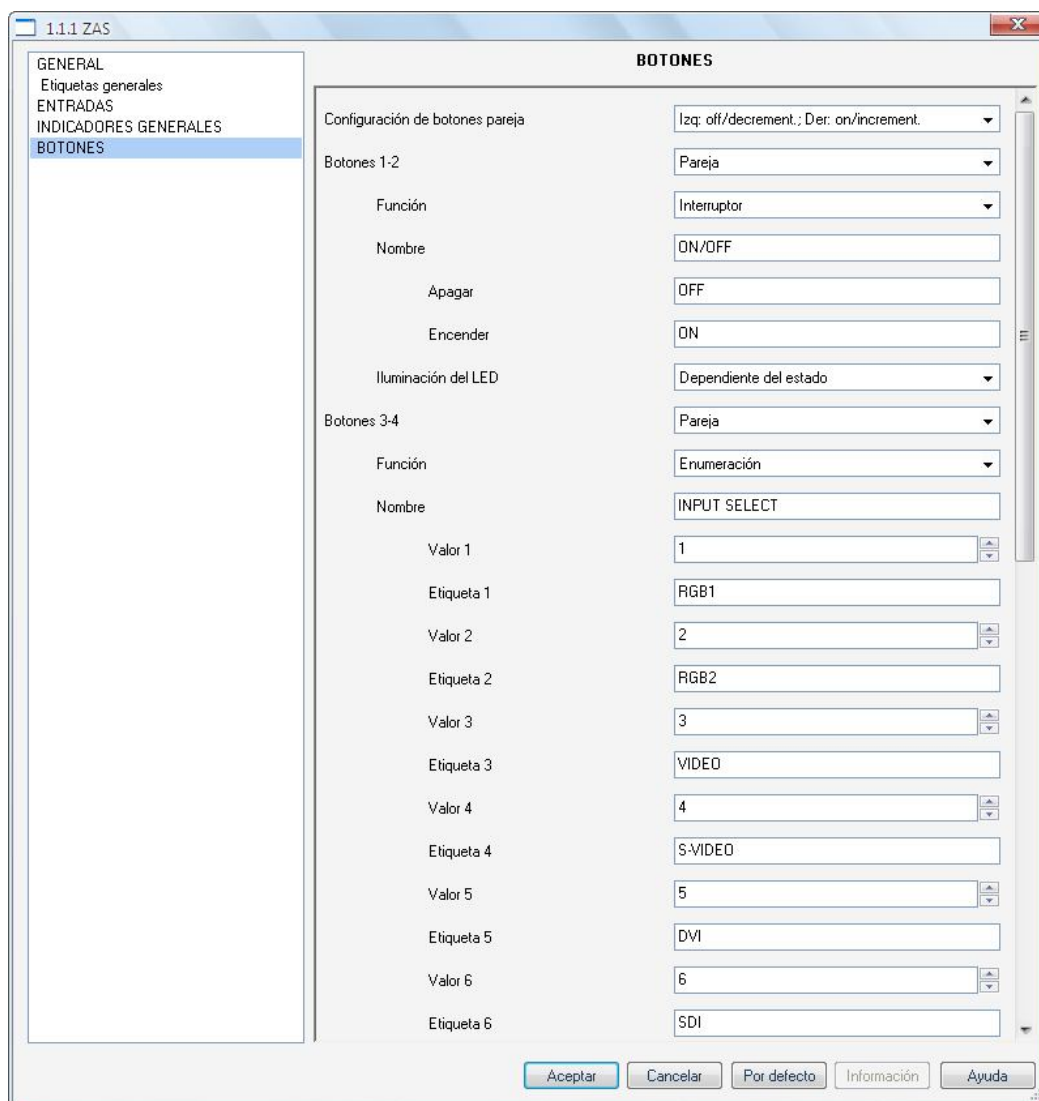 1.1.1 ZAS
GENERAL
Etiquetas generales
ENTRADAS
INDICADORES GENERALES
BOTONES
BOTONES
Configuración de botones pareja Izq: off/decrement.; Der: on/increment.
Botones 1-2 Pareja
Función Interruptor
Nombre ON/OFF
Apagar OFF
Encender ON
Iluminación del LED Dependiente del estado
Botones 3-4 Pareja
Función Enumeración
Nombre INPUT SELECT
Valor 1 1
Etiqueta 1 RGB1
Valor 2 2
Etiqueta 2 RGB2
Valor 3 3
Etiqueta 3 VIDEO
Valor 4 4
Etiqueta 4 S-VIDEO
Valor 5 5
Etiqueta 5 DVI
Valor 6 6
Etiqueta 6 SDI
Aceptar Cancelar Por defecto Información Ayuda